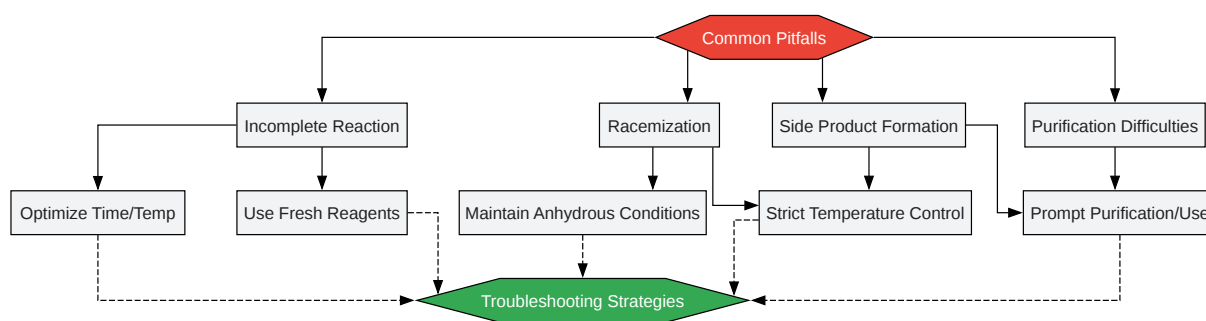 Common Pitfalls
Incomplete Reaction
Racemization
Side Product Formation
Purification Difficulties
Optimize Time/Temp
Use Fresh Reagents
Maintain Anhydrous Conditions
Strict Temperature Control
Prompt Purification/Use
Troubleshooting Strategies